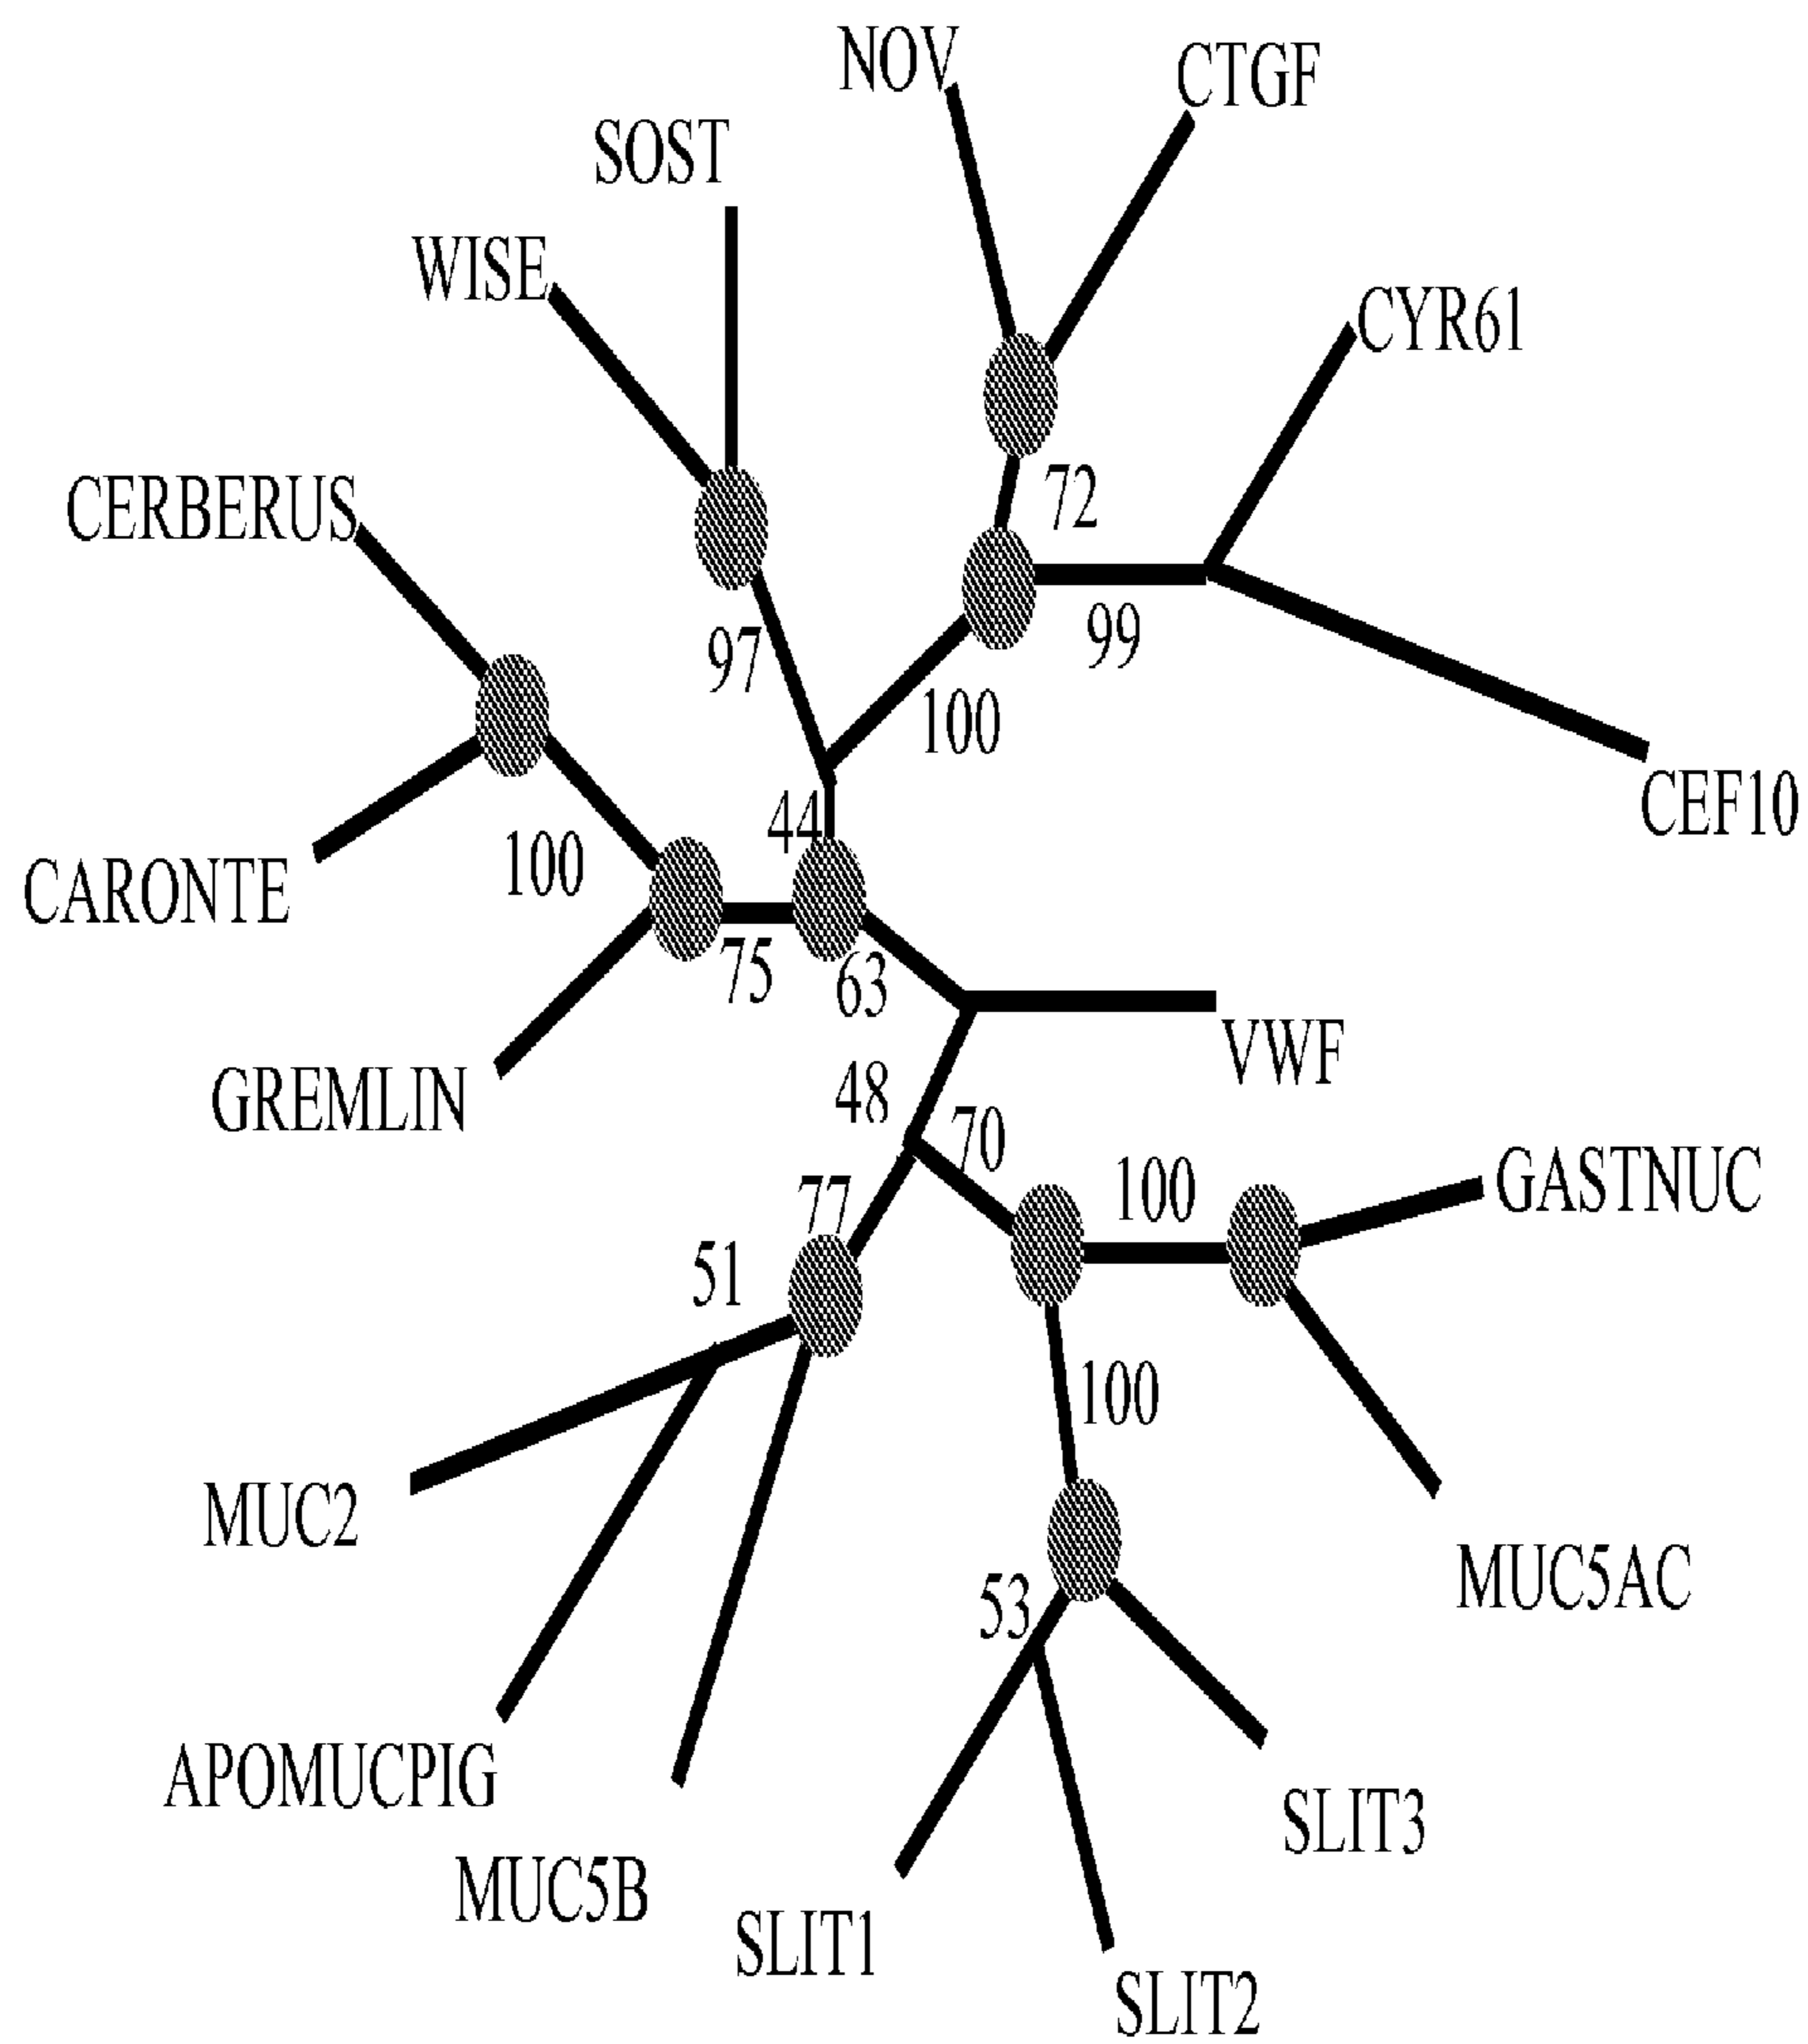 NOV
CTGF
SOST
WISE
CYR61
CERBERUS
72
99
97
100
CEF10
44
100
CARONTE
75
63
VWF
GREMLIN
48
70
100
GASTNUC
77
51
100
MUC2
MUC5AC
53
APOMUCPIG
SLIT3
MUC5B
SLIT1
SLIT2